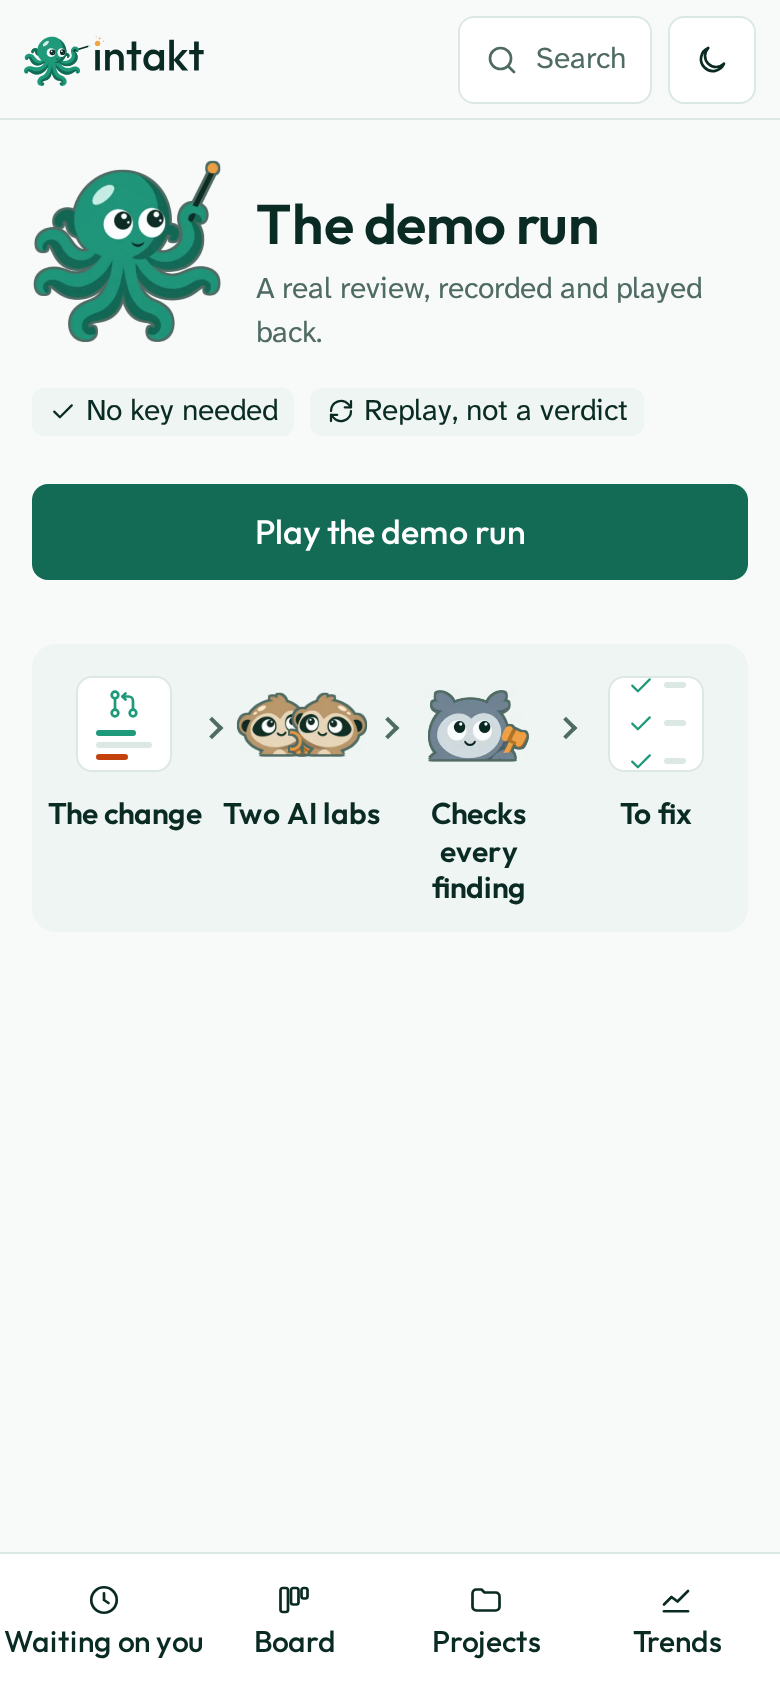 intakt
Search
The demo run
A real review, recorded and played
back.
No key needed
Replay, not a verdict
Play the demo run
The change
Two AI labs
Checks
every
finding
To fix
Waiting on you
Board
Projects
Trends